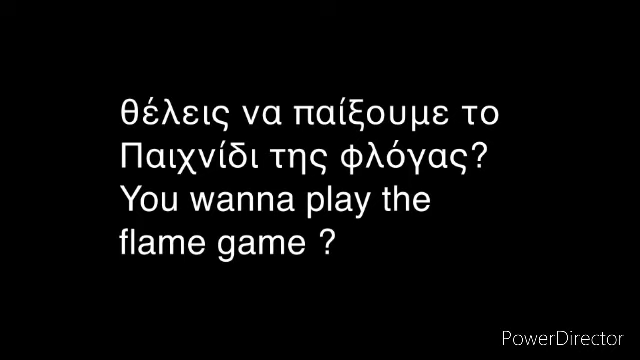 θέλεις να παίξουμε το
Παιχνίδι της φλόγας?
You wanna play the
flame game ?
PowerDirector